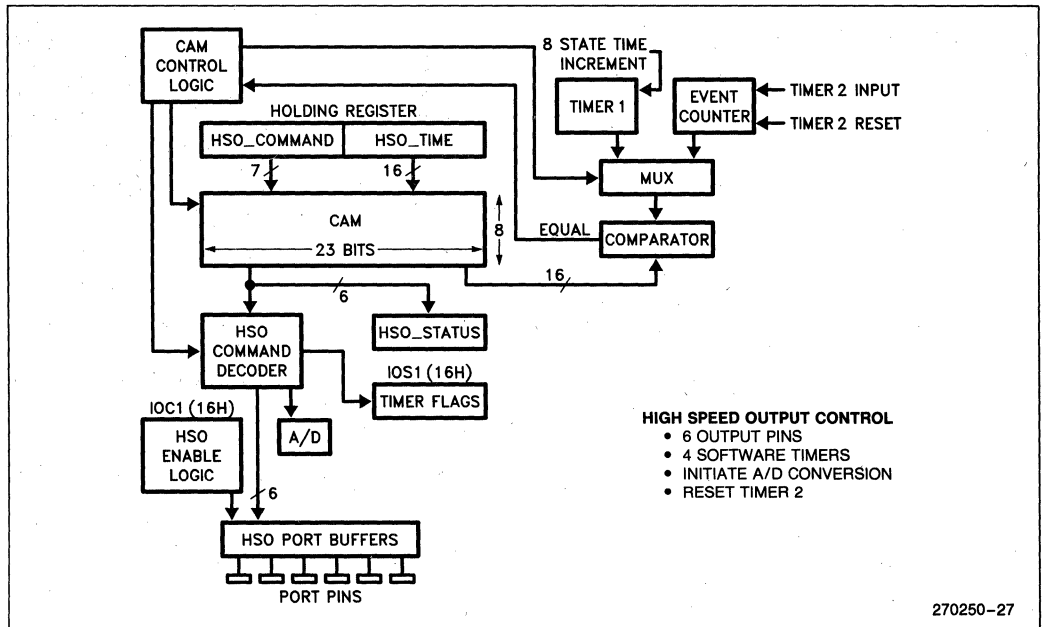 CAM
CONTROL
LOGIC
8 STATE TIME
INCREMENT
TIMER 1
EVENT
COUNTER
TIMER 2 INPUT
TIMER 2 RESET
HOLDING REGISTER
HSO_COMMAND
HSO_TIME
7
16
MUX
CAM
23 BITS
8
EQUAL
COMPARATOR
16
6
HSO
COMMAND
DECODER
HSO_STATUS
IOS1 (16H)
TIMER FLAGS
IOC1 (16H)
HSO
ENABLE
LOGIC
A/D
6
HSO PORT BUFFERS
PORT PINS
HIGH SPEED OUTPUT CONTROL
• 6 OUTPUT PINS
• 4 SOFTWARE TIMERS
• INITIATE A/D CONVERSION
• RESET TIMER 2
270250-27